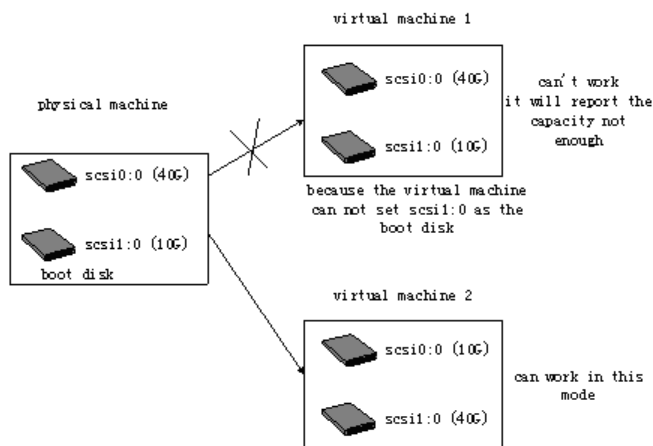 virtual machine 1
scsi0:0 (40G)
scsi1:0 (10G)
can't work
it will report the
capacity not
enough
because the virtual machine
can not set scsi1:0 as the
boot disk
physical machine
scsi0:0 (40G)
scsi1:0 (10G)
boot disk
virtual machine 2
scsi0:0 (10G)
scsi1:0 (40G)
can work in this
mode